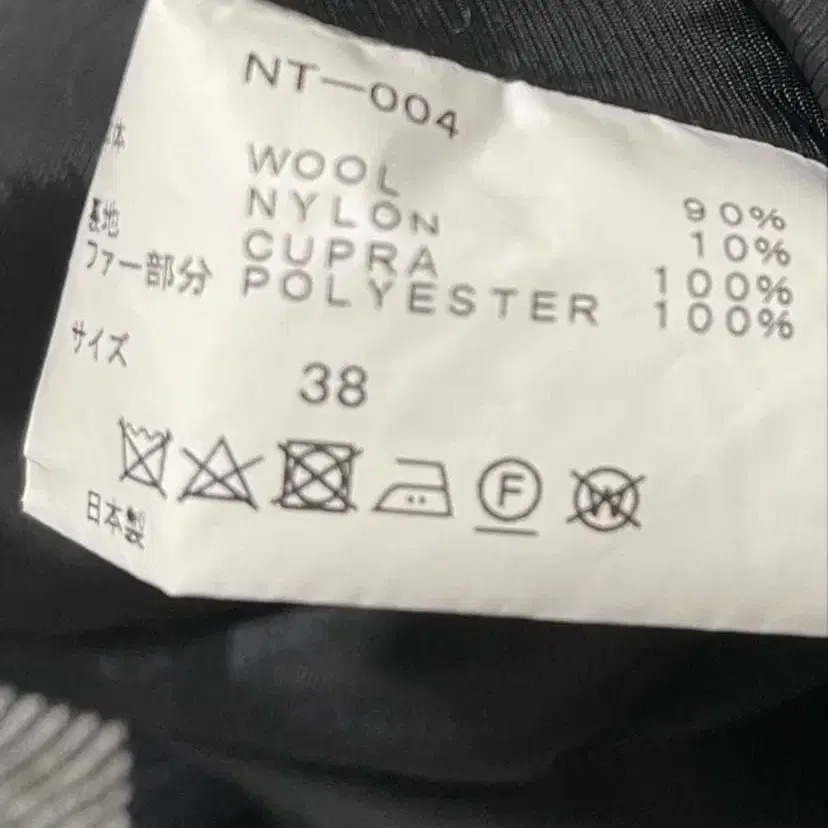 NT—004
体 WOOL 90%
NYLON 10%
裏地 CUPRA 100%
ファー部分 POLYESTER 100%
サイズ 38
F W
日本製